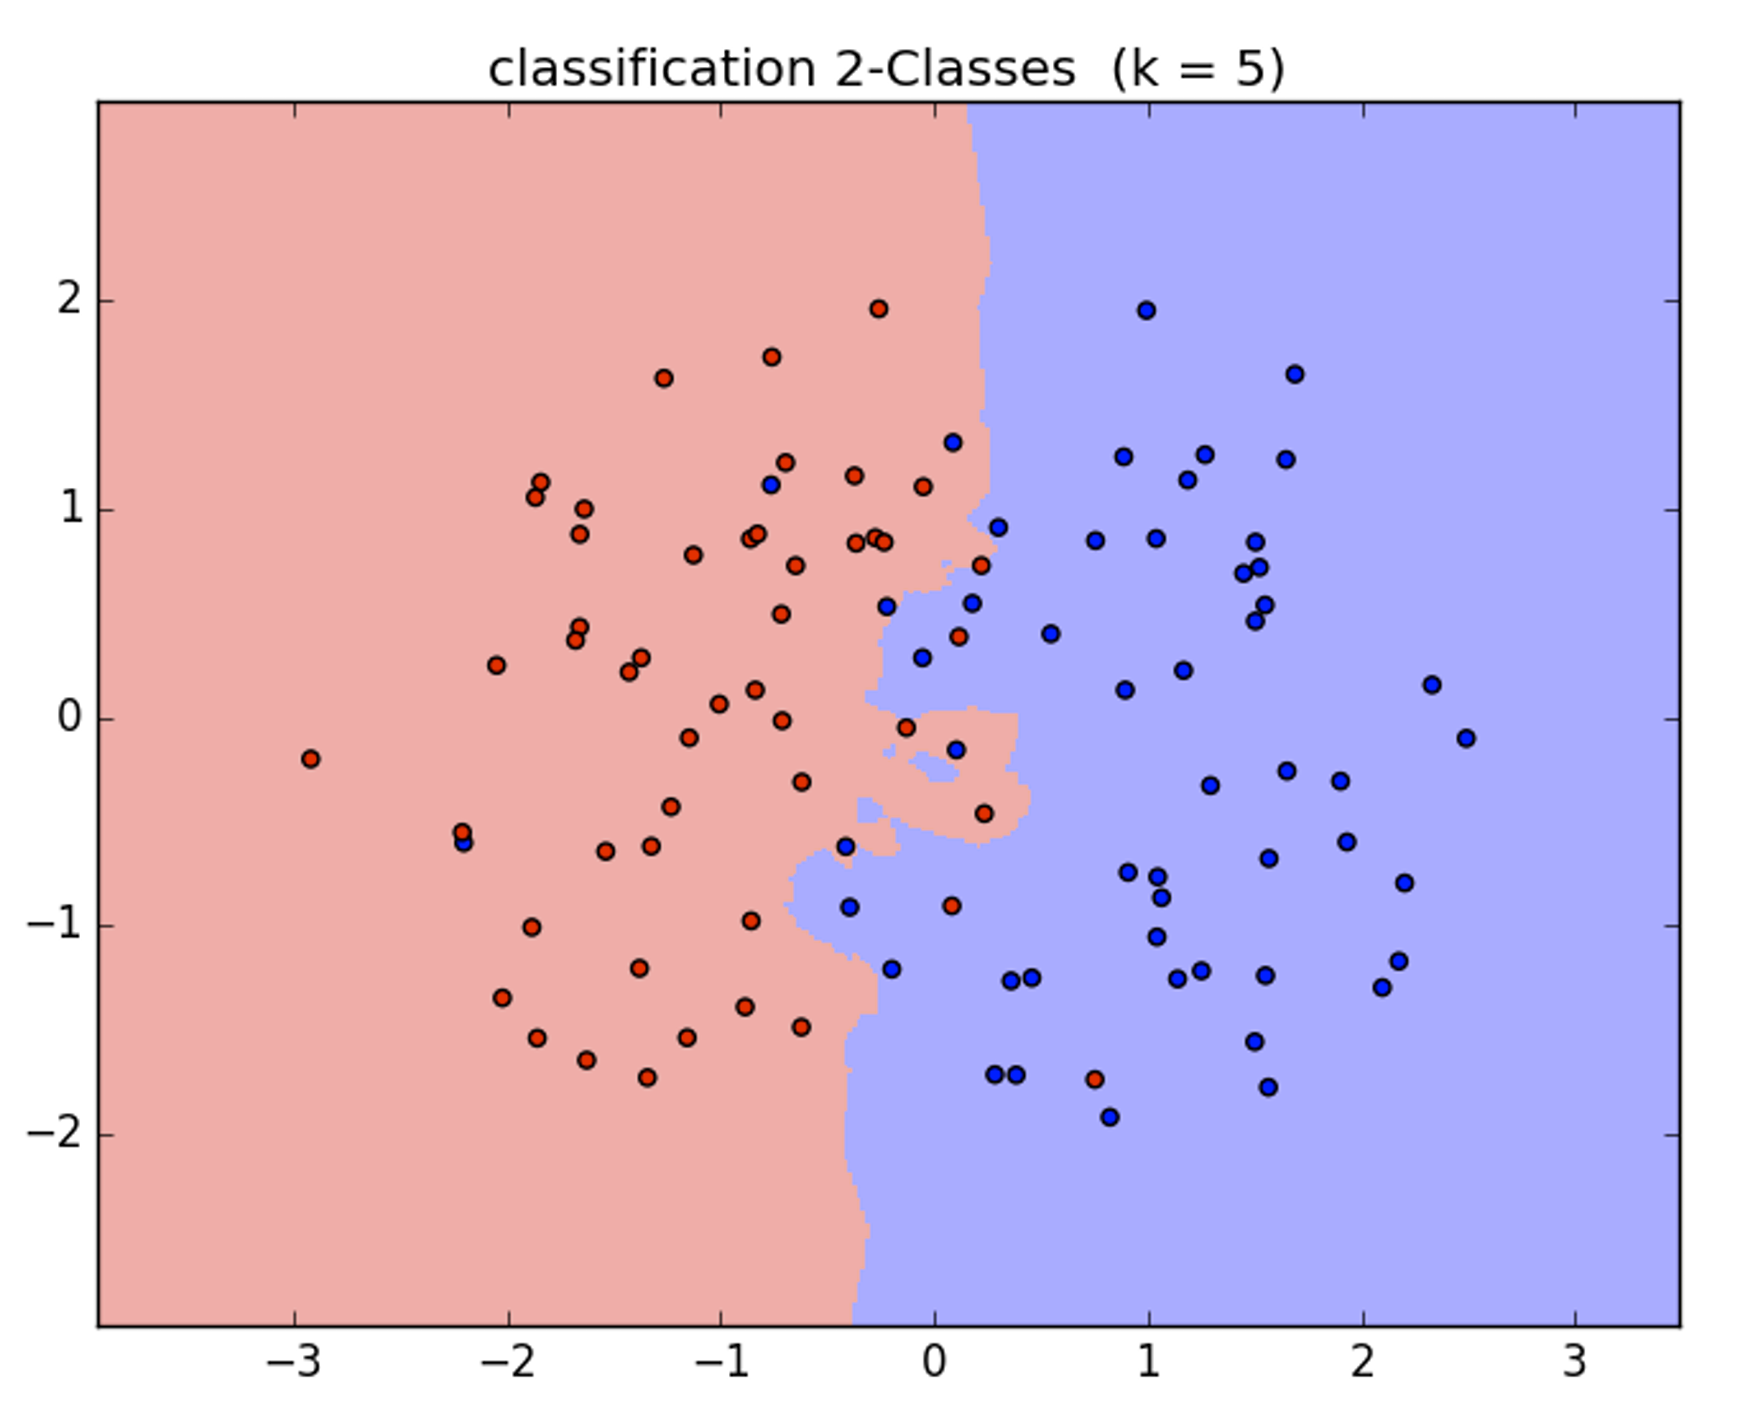 classification 2-Classes (k = 5)
2
1
0
−1
−2
−3 −2 −1 0 1 2 3